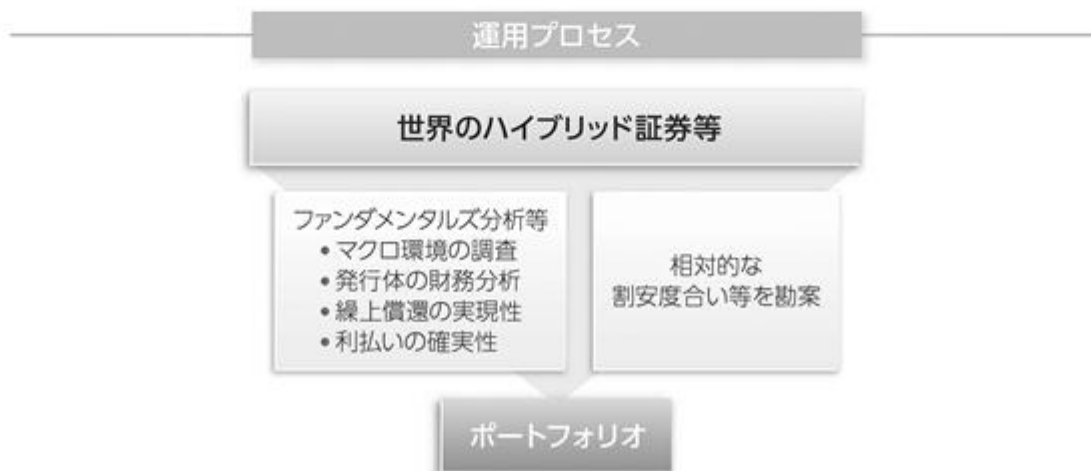 運用プロセス
世界のハイブリッド証券等
ファンダメンタルズ分析等
• マクロ環境の調査
• 発行体の財務分析
• 繰上償還の実現性
• 利払いの確実性
相対的な
割安度合い等を勘案
ポートフォリオ